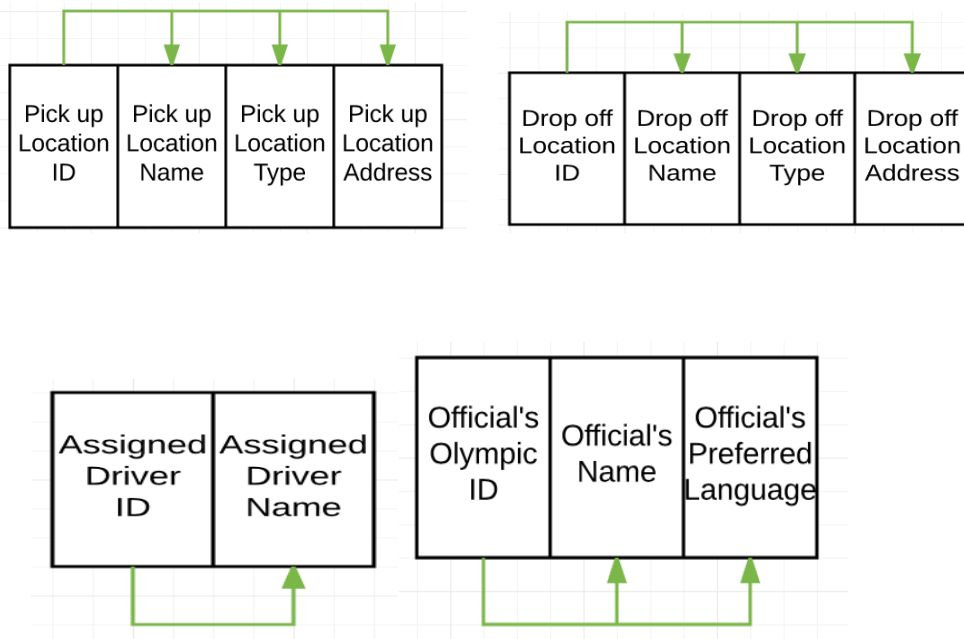 Pick up
Location
ID
Pick up
Location
Name
Pick up
Location
Type
Pick up
Location
Address
Drop off
Location
ID
Drop off
Location
Name
Drop off
Location
Type
Drop off
Location
Address
Assigned
Driver
ID
Assigned
Driver
Name
Official's
Olympic
ID
Official's
Name
Official's
Preferred
Language